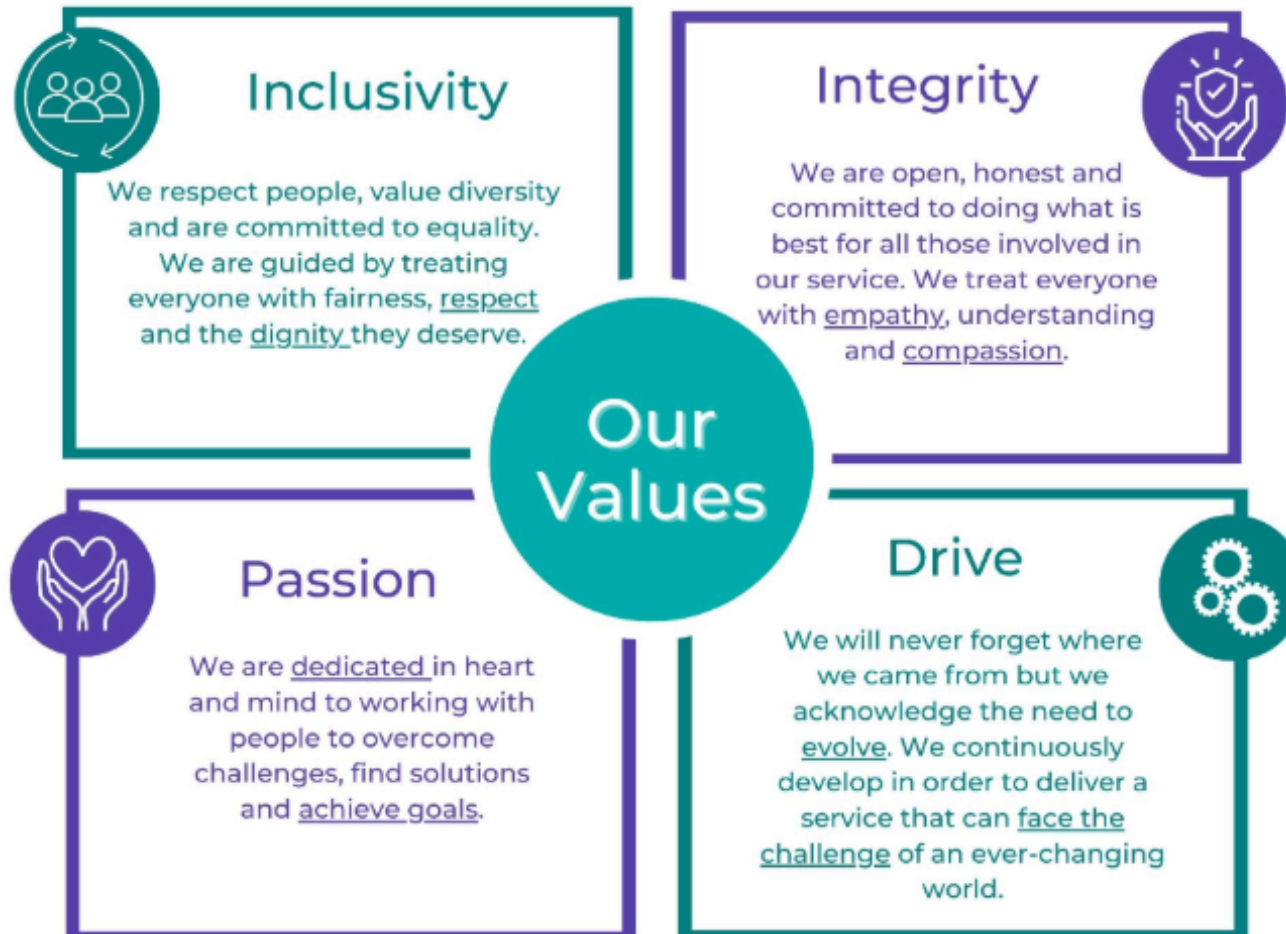 Inclusivity
We respect people, value diversity
and are committed to equality.
We are guided by treating
everyone with fairness, respect
and the dignity they deserve.
Integrity
We are open, honest and
committed to doing what is
best for all those involved in
our service. We treat everyone
with empathy, understanding
and compassion.
Our
Values
Passion
We are dedicated in heart
and mind to working with
people to overcome
challenges, find solutions
and achieve goals.
Drive
We will never forget where
we came from but we
acknowledge the need to
evolve. We continuously
develop in order to deliver a
service that can face the
challenge of an ever-changing
world.